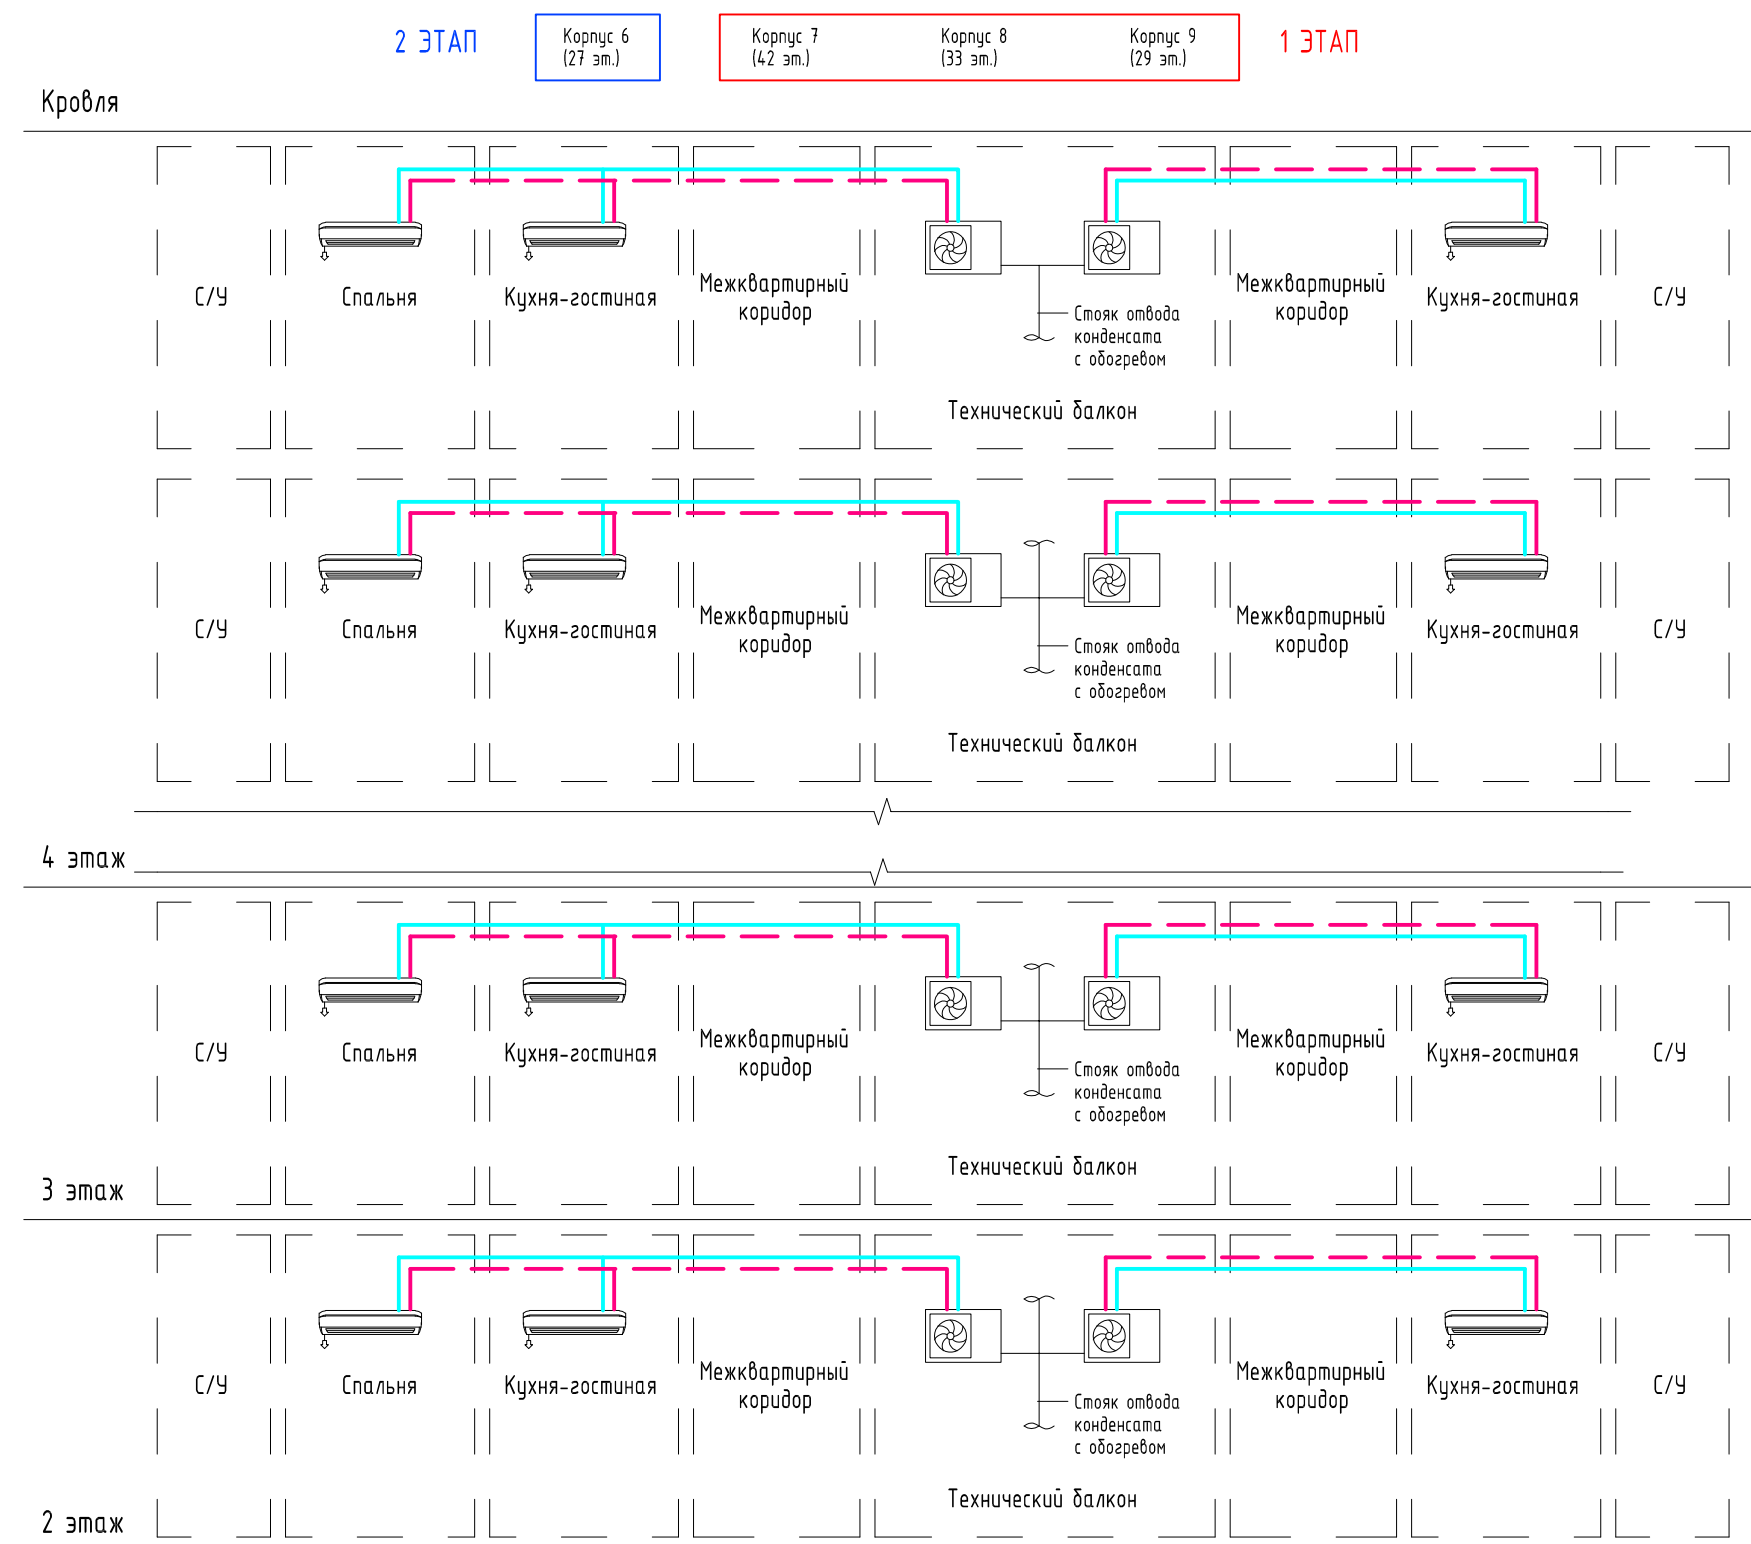 2 ЭТАП
Корпус 6
(27 эт.)
Корпус 7
(42 эт.)
Корпус 8
(33 эт.)
Корпус 9
(29 эт.)
1 ЭТАП
Кровля
С/У
Спальня
Кухня-гостиная
Межквартирный
коридор
Стояк отвода
конденсата
с обогревом
Технический балкон
Межквартирный
коридор
Кухня-гостиная
С/У
С/У
Спальня
Кухня-гостиная
Межквартирный
коридор
Стояк отвода
конденсата
с обогревом
Технический балкон
Межквартирный
коридор
Кухня-гостиная
С/У
4 этаж
С/У
Спальня
Кухня-гостиная
Межквартирный
коридор
Стояк отвода
конденсата
с обогревом
Технический балкон
Межквартирный
коридор
Кухня-гостиная
С/У
3 этаж
С/У
Спальня
Кухня-гостиная
Межквартирный
коридор
Стояк отвода
конденсата
с обогревом
Технический балкон
Межквартирный
коридор
Кухня-гостиная
С/У
2 этаж